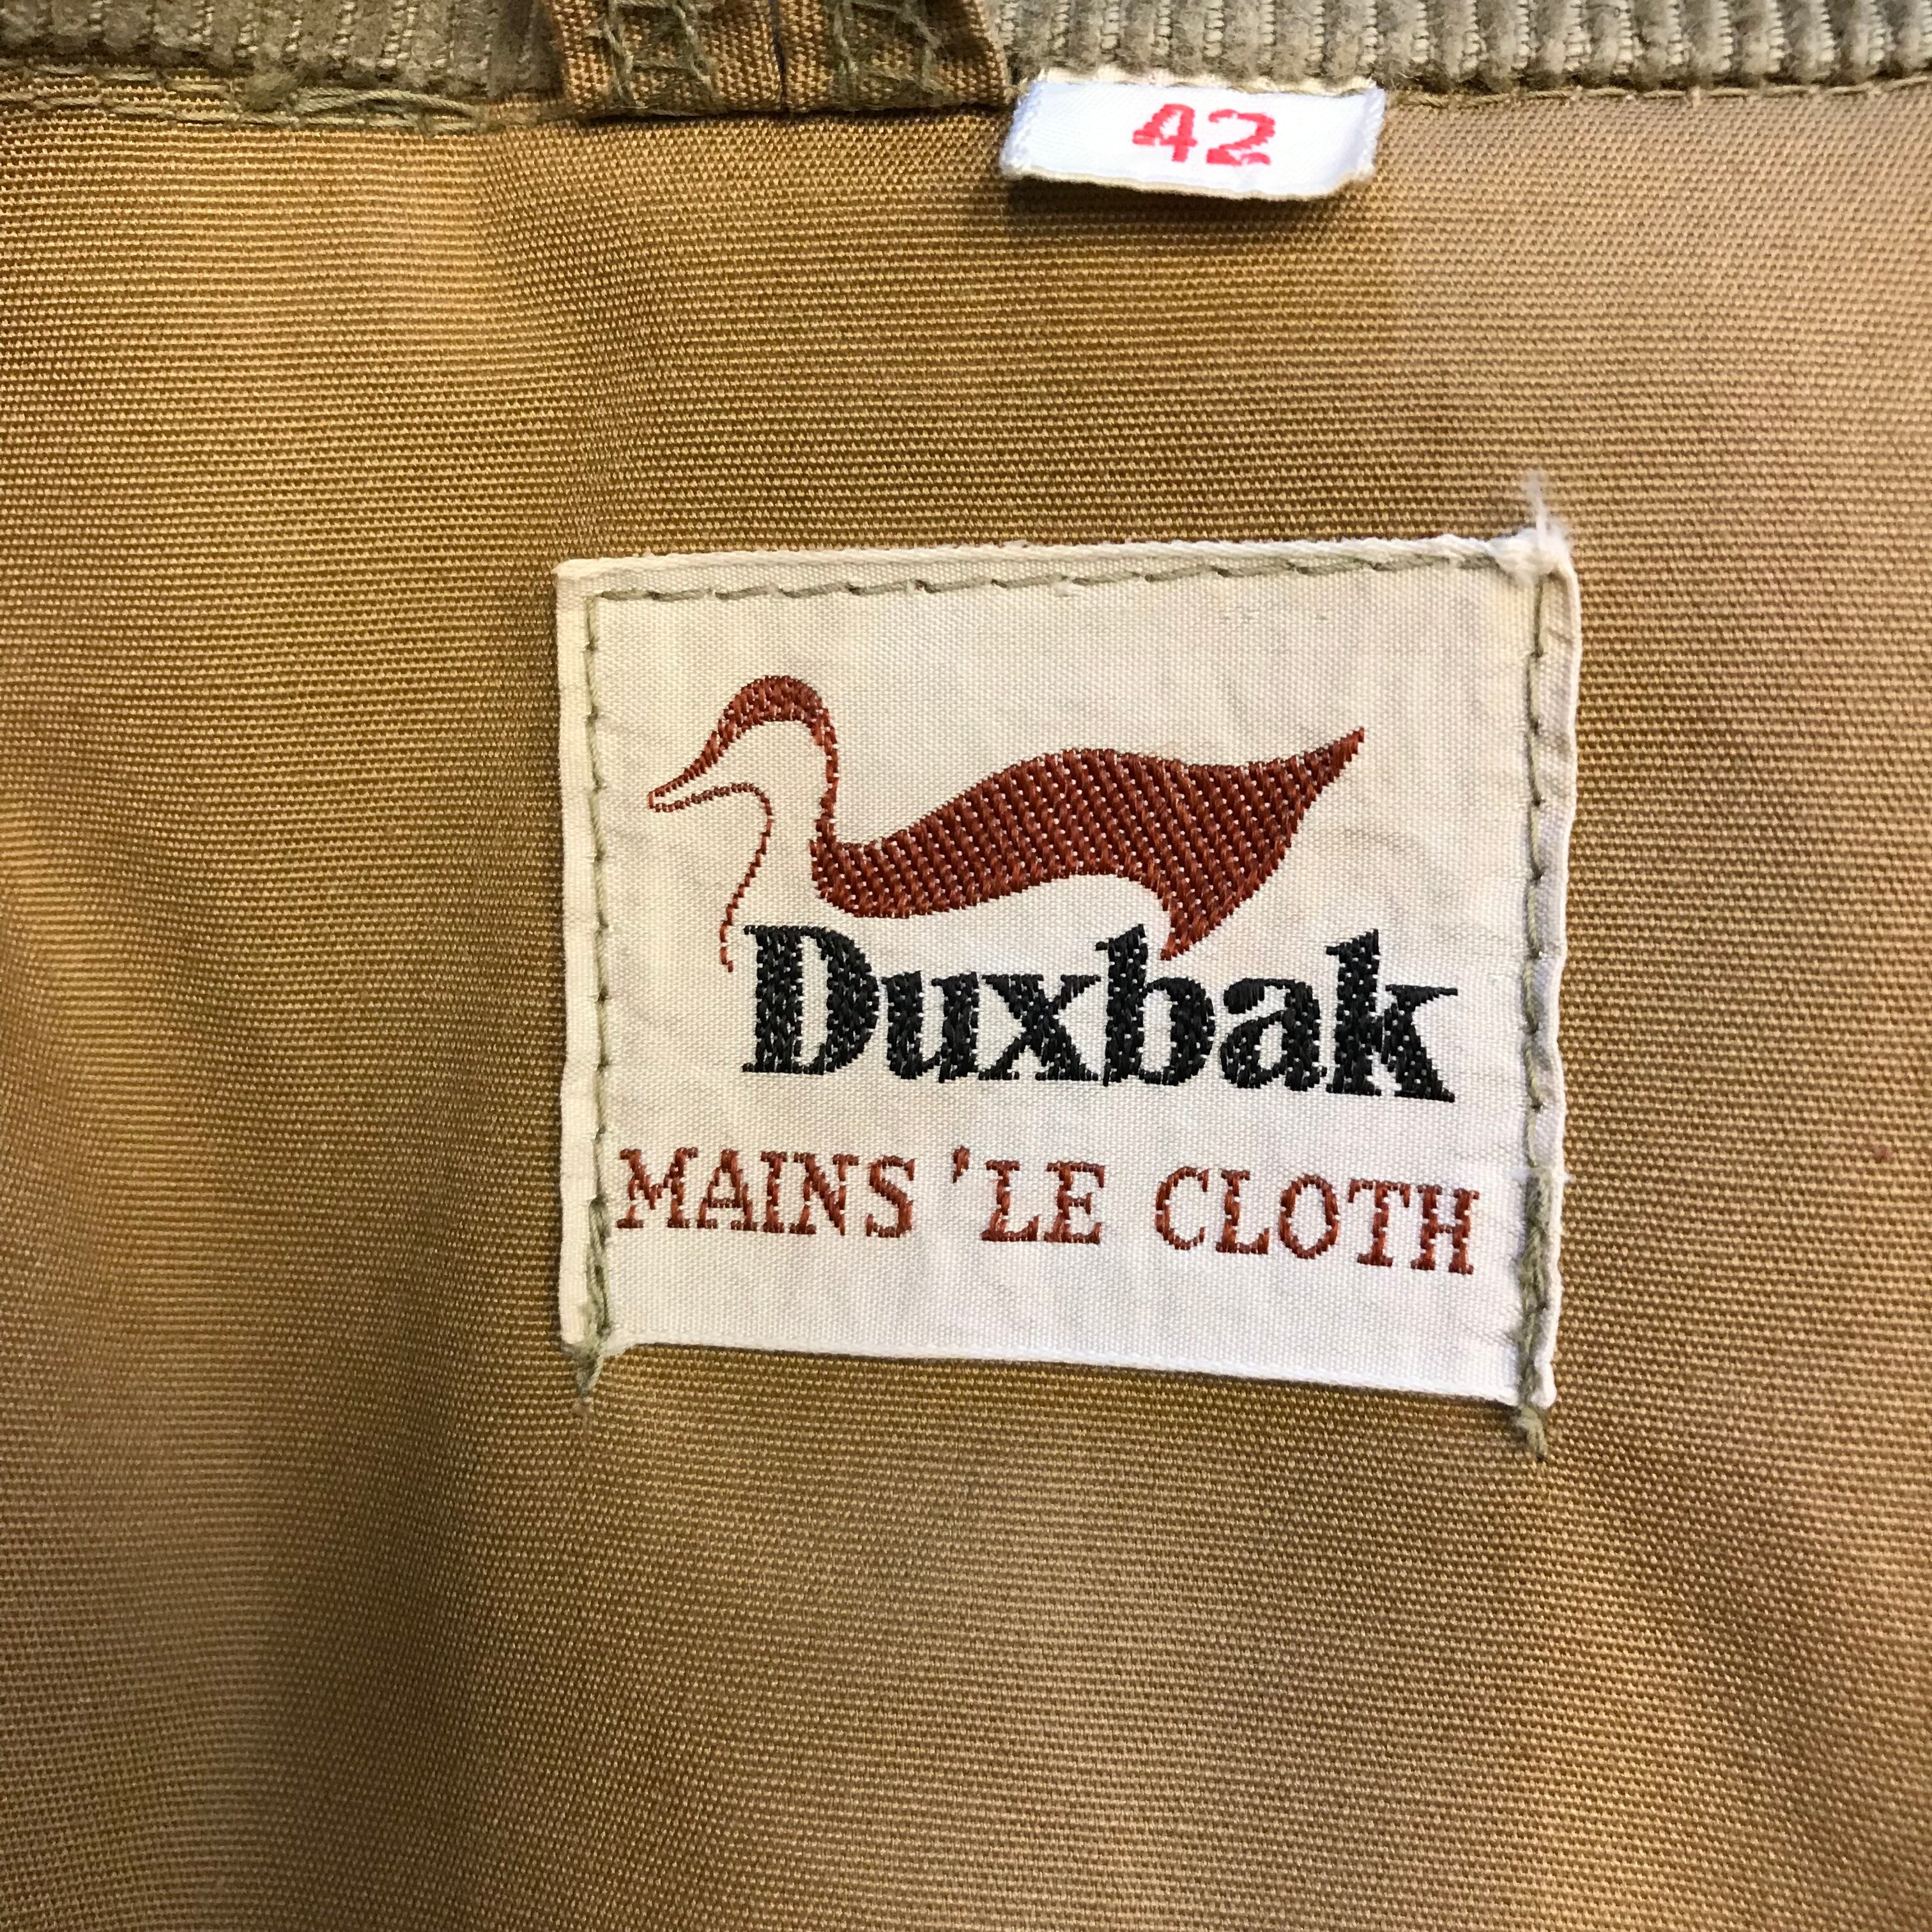 42
Duxbak
MAINS 'LE CLOTH